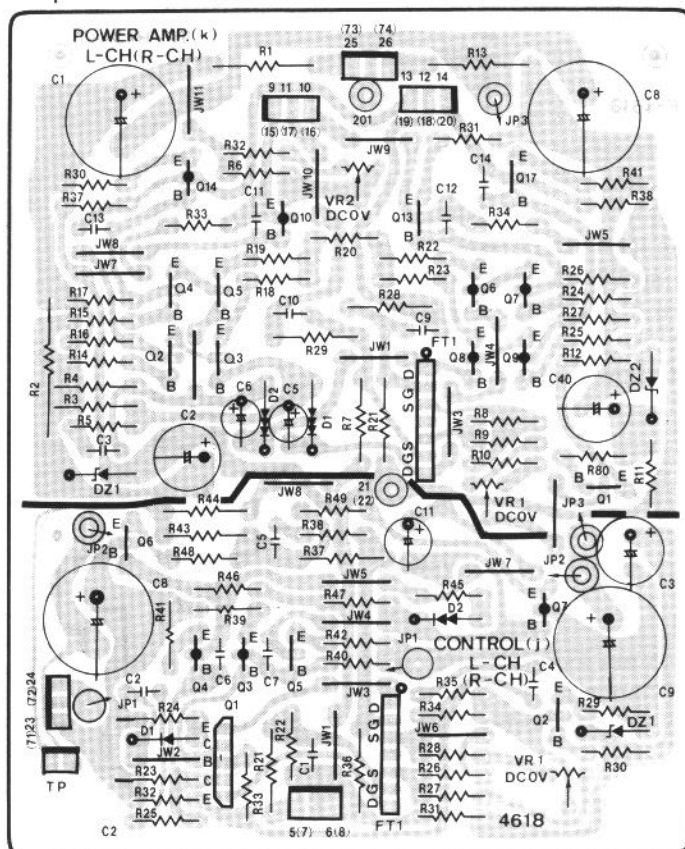 POWER AMP.(k)
L-CH(R-CH)
(73) (74)
25 26
R1
R13
C1
C8
JW11
9 11 10
13 12 14
(15)(17) (16)
201
(19) (18)(20)
JP3
R31
R32
R6
JW9
JW10
C14
E
Q14
B
E
Q17
B
R30
R37
C13
R41
R38
C11
E
Q10
B
VR2
DC0V
Q13
E
B
C12
R33
R34
R20
JW8
JW7
JW5
R19
R18
R22
R23
E
Q4
B
E
Q5
B
E
Q6
B
E
Q7
B
R26
R24
R27
R25
R12
R17
R15
R16
R14
R4
R3
R5
R2
C10
R28
R29
C9
JW1
FT1
E
Q2
B
E
Q3
B
E
Q8
B
JW4
E
Q9
B
C40
DZ2
C6
D2
C5
D1
R7
R21
S G D
D G S
JW3
R8
R9
R10
C2
C3
DZ1
R80
R11
B
E
Q1
VR1
DC0V
JW8
21
(22)
R44
R49
C11
JP3
JP2
E
Q6
B
R43
R38
R48
C5
R37
JW5
JW7
JP2
C3
C8
R46
R41
R39
R47
JW4
R45
D2
E
Q7
B
R42
R40
JP1
CONTROL(j)
L-CH
(R-CH)
E
Q4
B
C6
E
Q3
B
C7
E
Q5
B
JW3
R35
C4
C9
(72)24
(71)23
JP1
C2
R24
Q1
E
C
B
C
E
D1
JW2
R22
JW1
C1
R21
R33
R36
S G D
D G S
FT1
R34
JW6
R28
R26
R27
R31
E
Q2
B
R29
DZ1
R30
TP
R23
R32
R25
C2
5(7) 6(8)
VR1
DC0V
4618